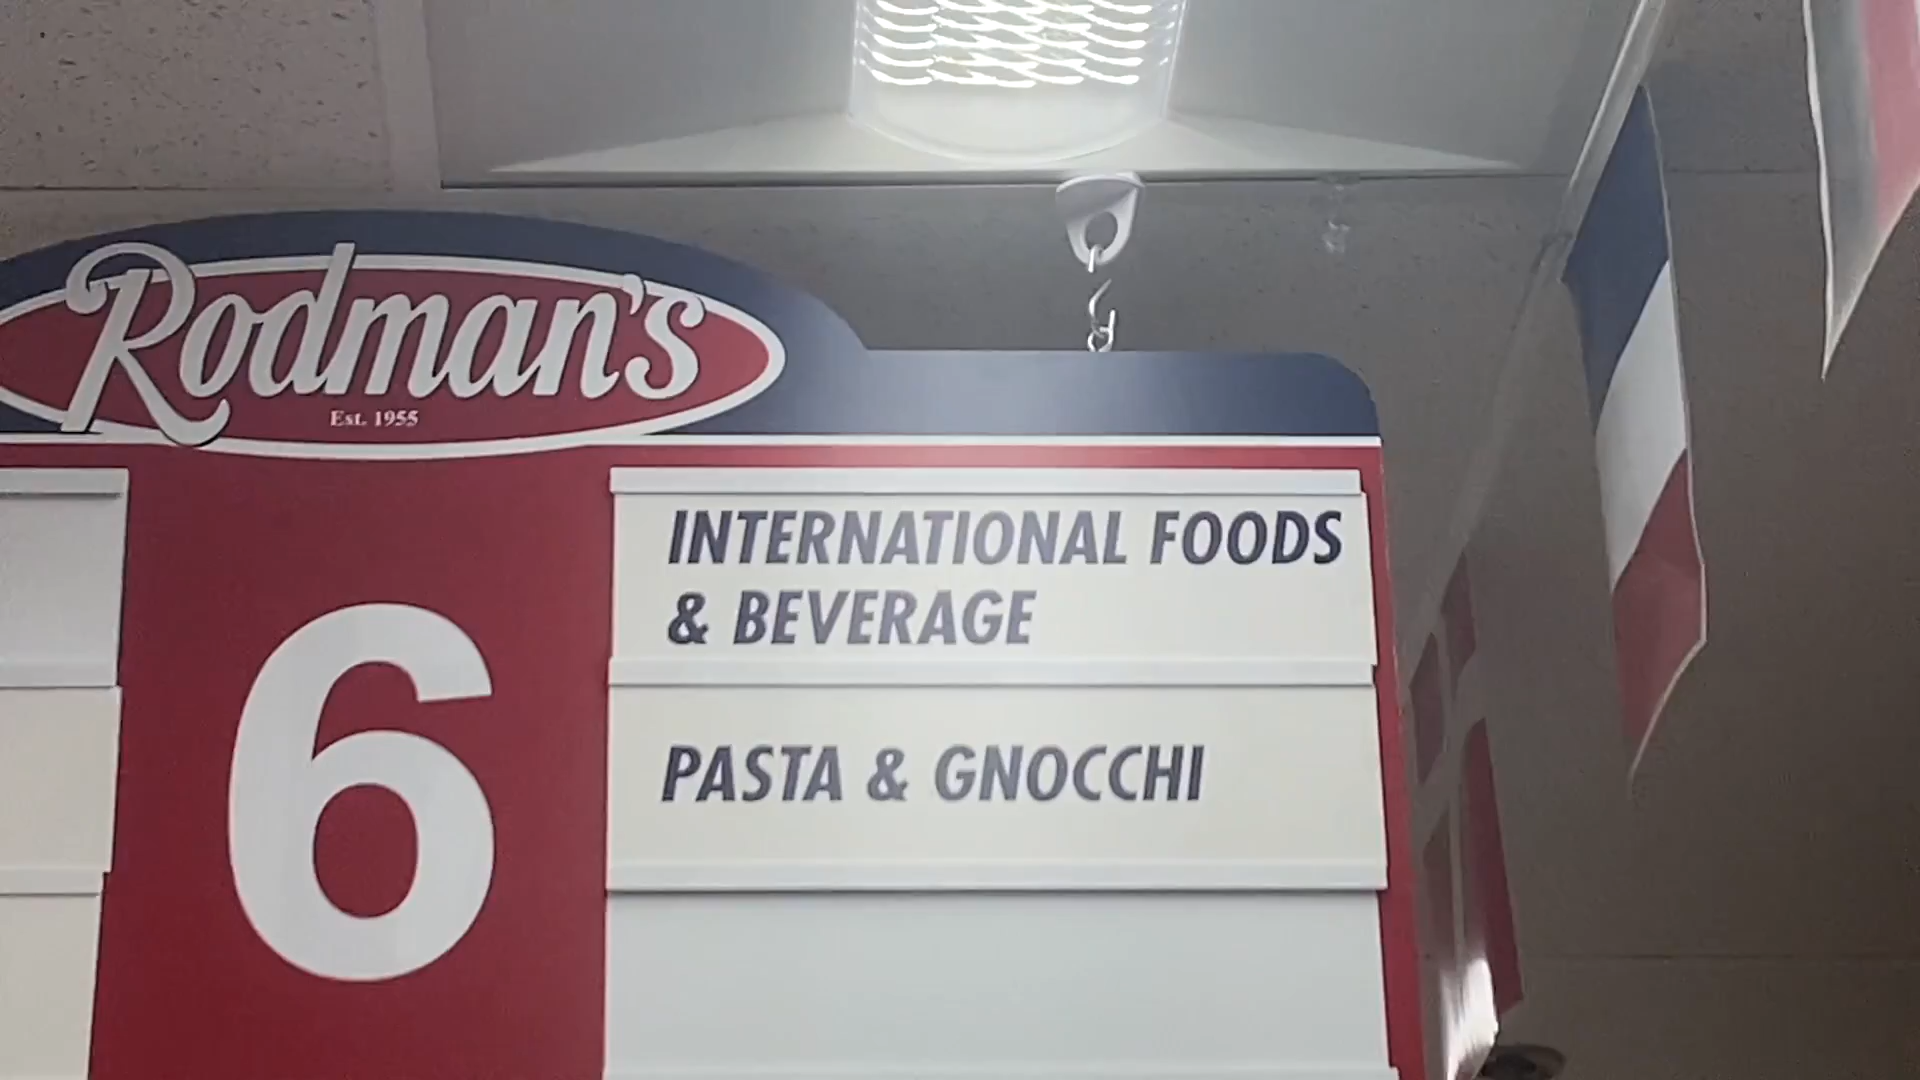 Rodman's
Est. 1955
6
INTERNATIONAL FOODS
& BEVERAGE
PASTA & GNOCCHI